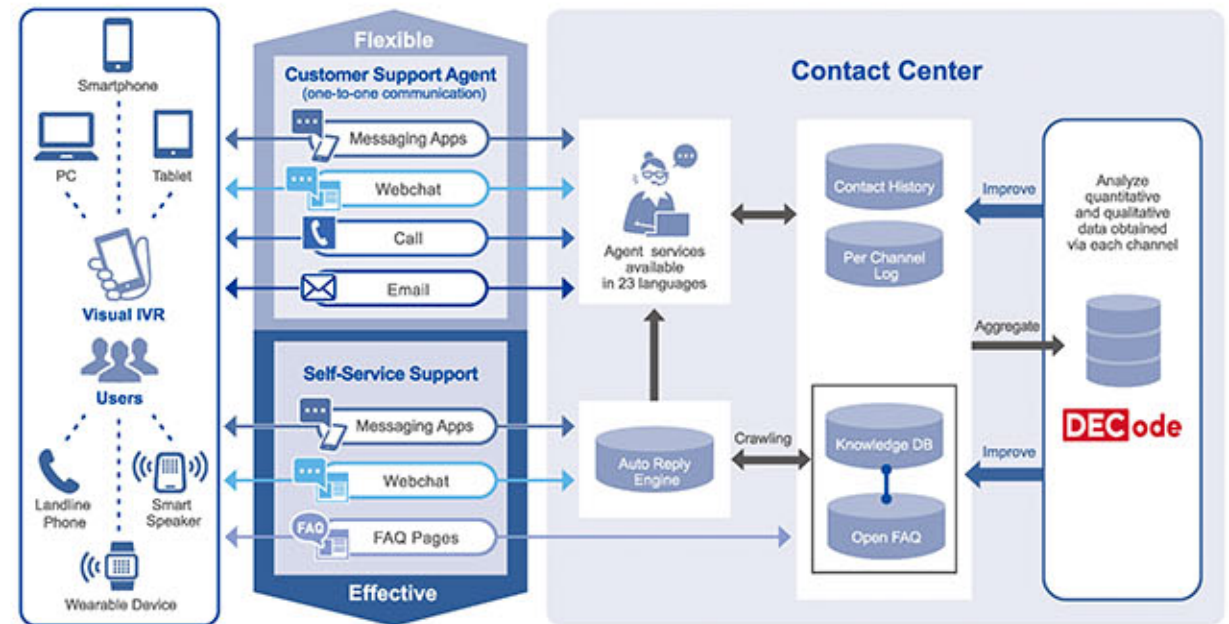 Smartphone
PC
Tablet
Visual IVR
Users
Landline
Phone
Smart
Speaker
Wearable Device
Flexible
Customer Support Agent
(one-to-one communication)
Messaging Apps
Webchat
Call
Email
Self-Service Support
Messaging Apps
Webchat
FAQ
FAQ Pages
Effective
Contact Center
Agent services
available
in 23 languages
Auto Reply
Engine
Crawling
Contact History
Per Channel
Log
Knowledge DB
Open FAQ
Improve
Aggregate
Improve
Analyze
quantitative
and qualitative
data obtained
via each channel
DECode